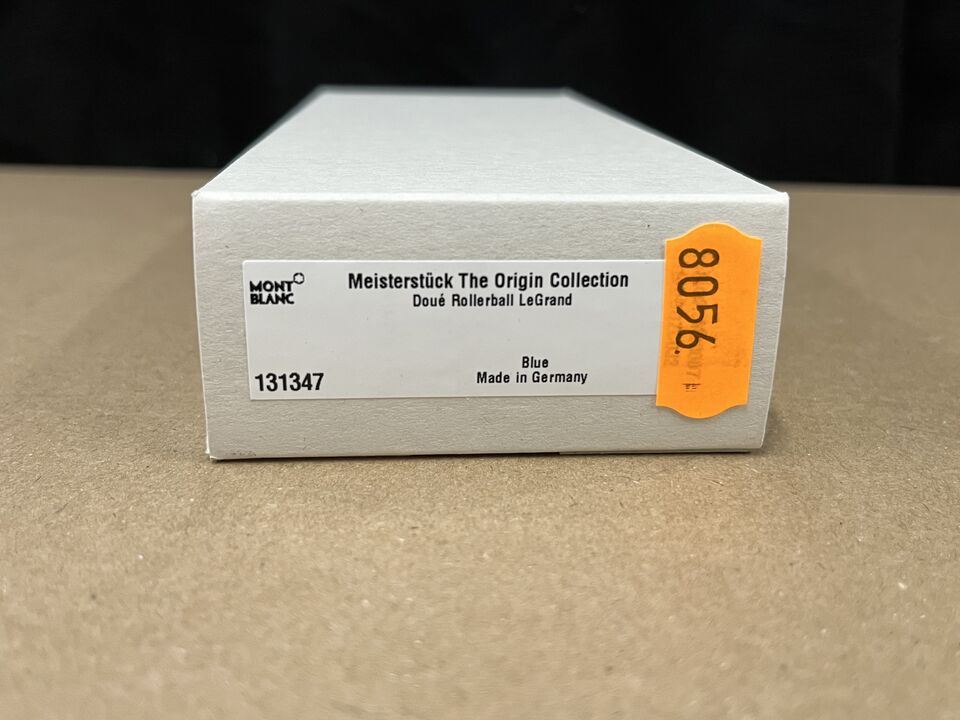 MONT
BLANC
Meisterstück The Origin Collection
Doué Rollerball LeGrand
Blue
Made in Germany
131347
8056.